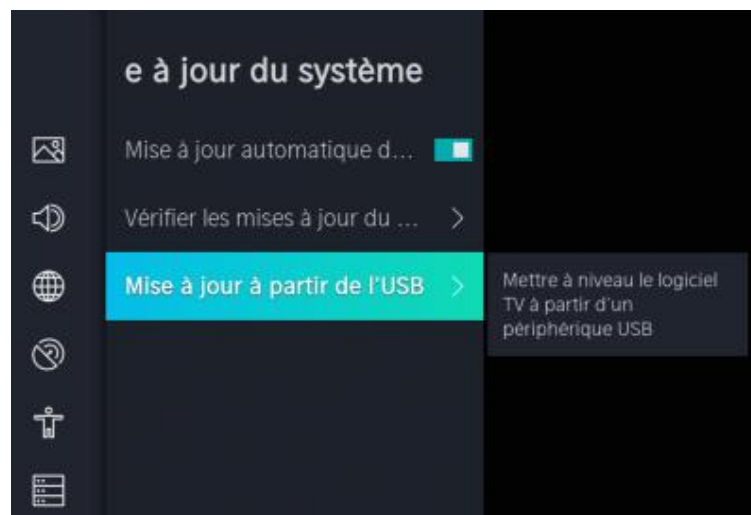 e à jour du système
Mise à jour automatique d...
Vérifier les mises à jour du ...
Mise à jour à partir de l'USB
Mettre à niveau le logiciel
TV à partir d'un
périphérique USB